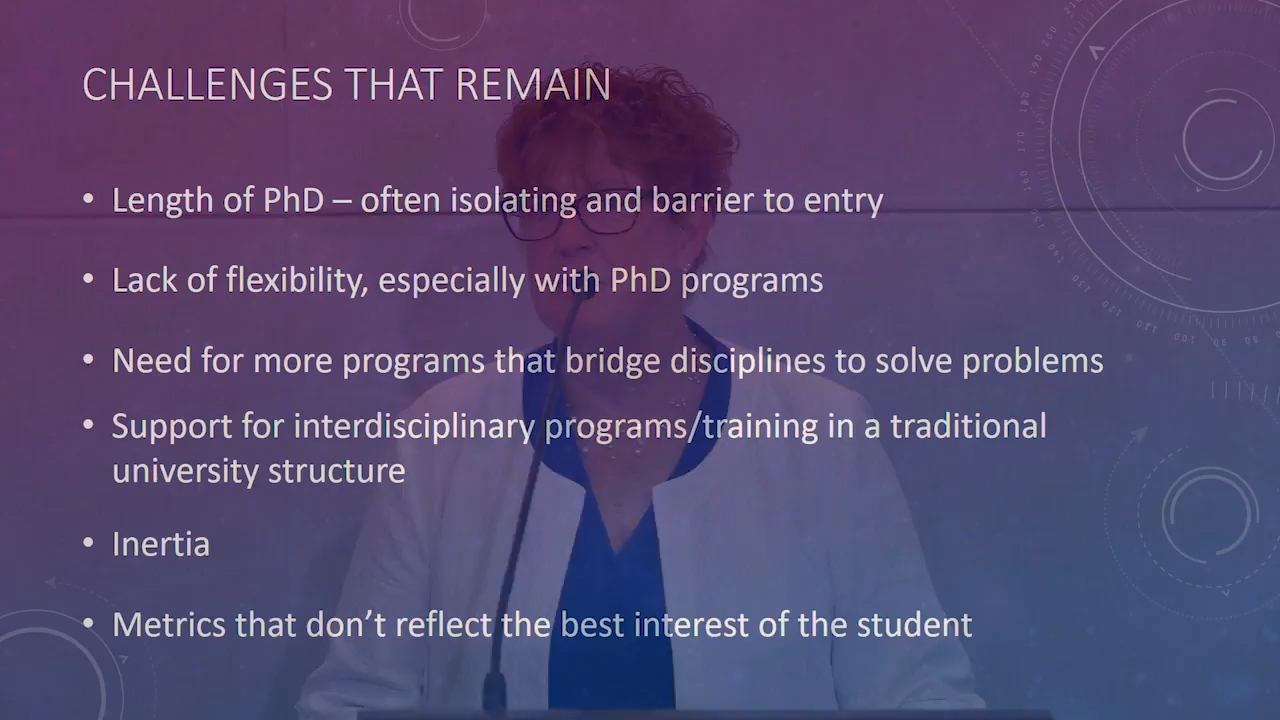 CHALLENGES THAT REMAIN
• Length of PhD – often isolating and barrier to entry
• Lack of flexibility, especially with PhD programs
• Need for more programs that bridge disciplines to solve problems
• Support for interdisciplinary programs/training in a traditional
university structure
• Inertia
• Metrics that don’t reflect the best interest of the student